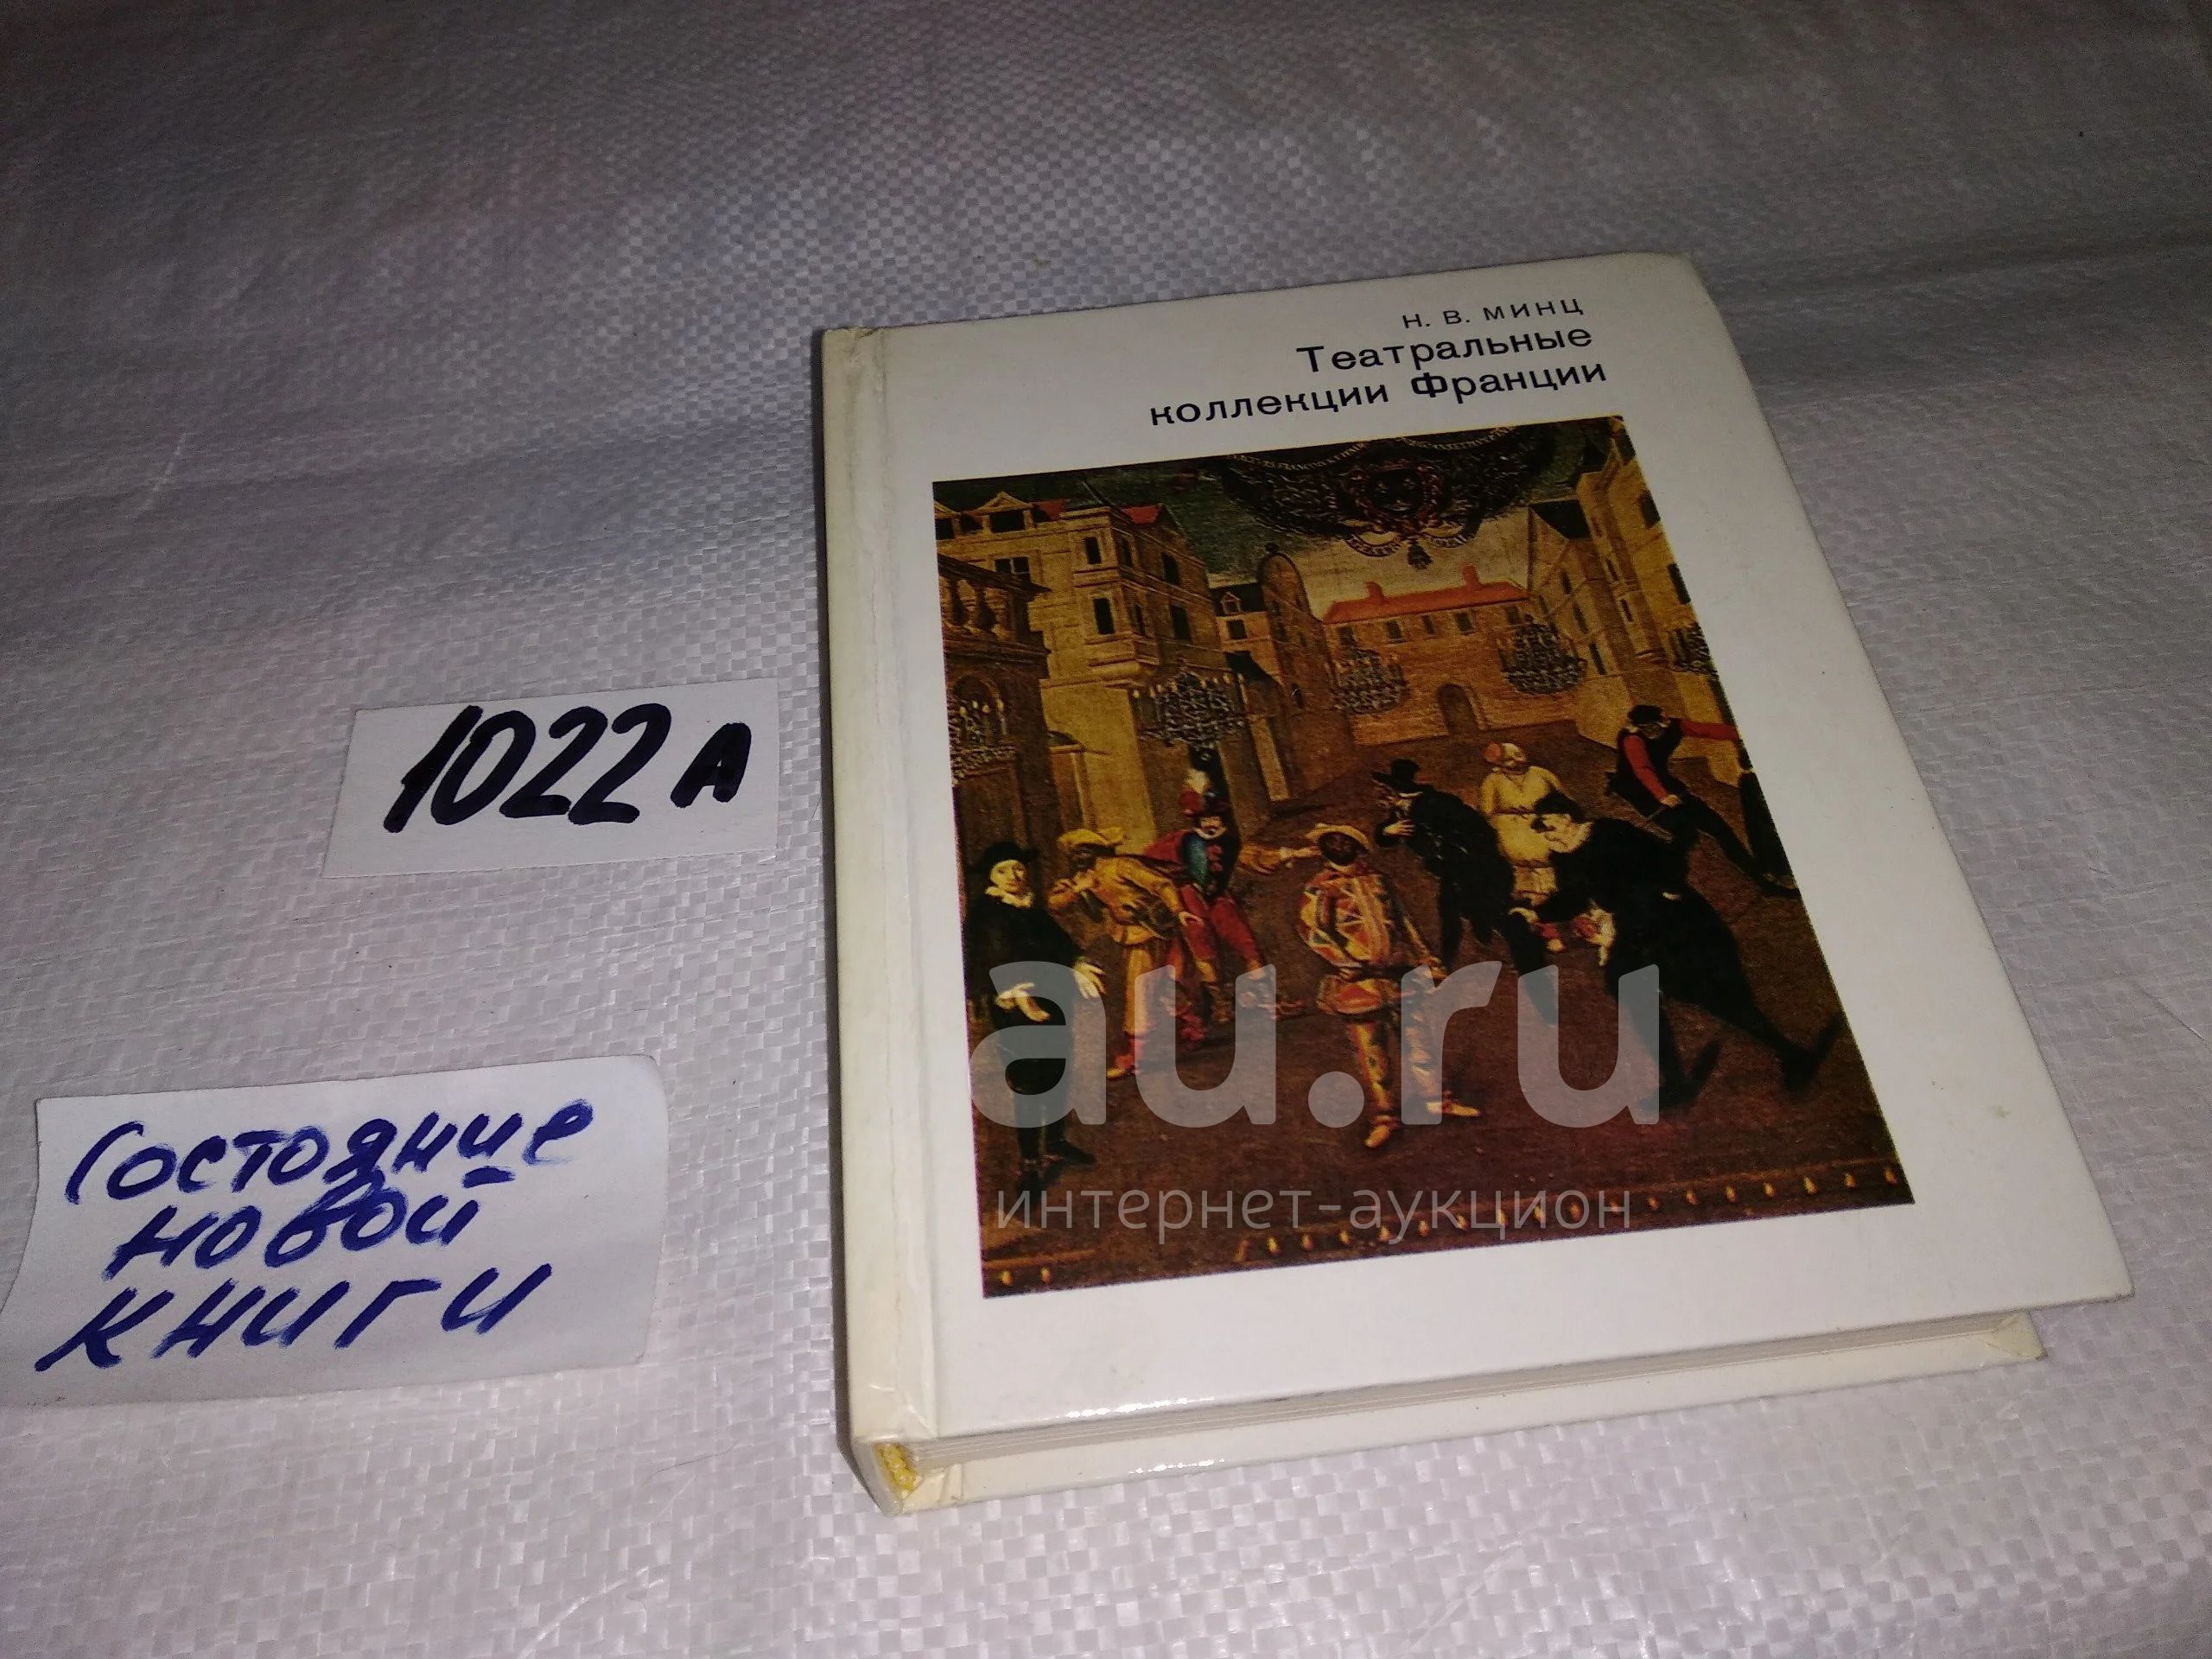 Н. В. МИНЦ
Театральные
коллекции Франции
1022 А
Состояние
новой
книги
au.ru
интернет-аукцион